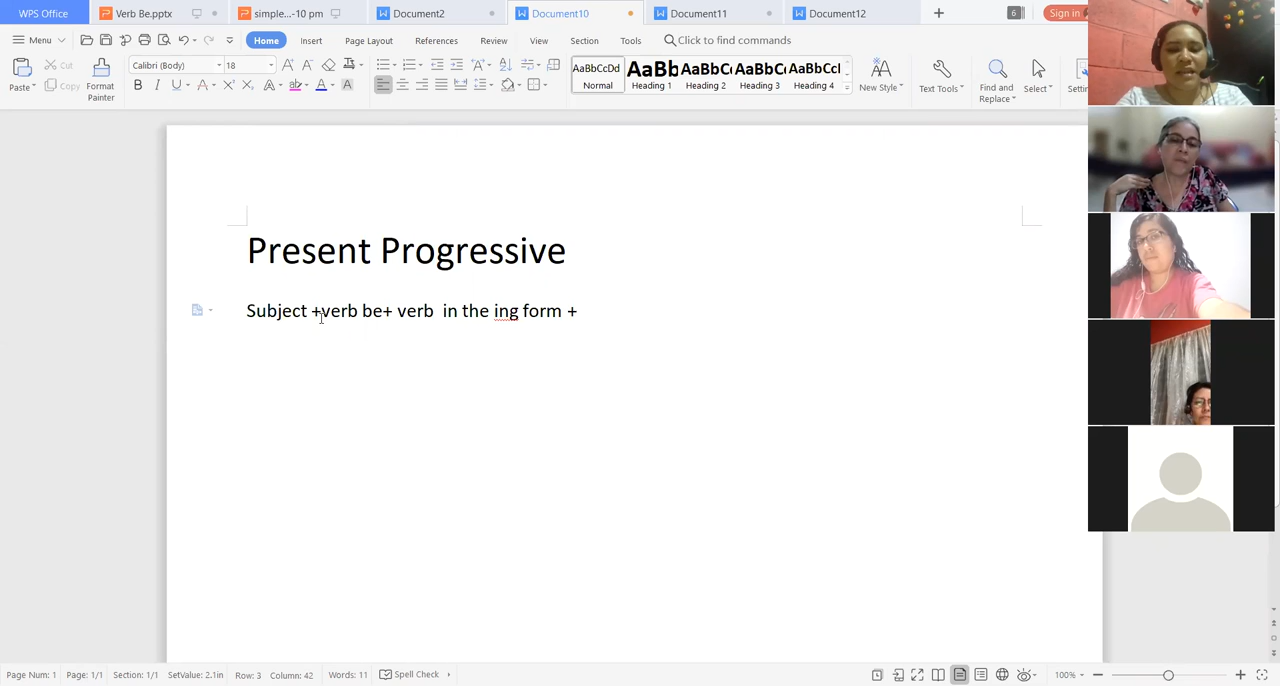 WPS Office Verb Be.pptx simple...-10 pm Document2 Document10 Document11 Document12 + 6 Sign in
Menu Home Insert Page Layout References Review View Section Tools Click to find commands
Paste Cut Copy Format Painter Calibri (Body) 18 B I U A A A AaBbCcDd Normal AaBb Heading 1 AaBbC Heading 2 AaBbC Heading 3 AaBbCcI Heading 4 New Style Text Tools Find and Replace Select Settin
Present Progressive
Subject +verb be+ verb in the ing form +
Page Num: 1 Page: 1/1 Section: 1/1 SetValue: 2.1in Row: 3 Column: 42 Words: 11 Spell Check 100%